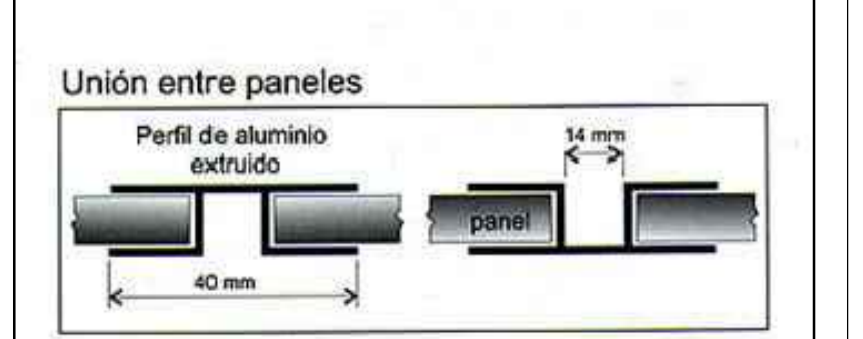 Unión entre paneles
Perfil de aluminio
extruido
14 mm
panel
40 mm